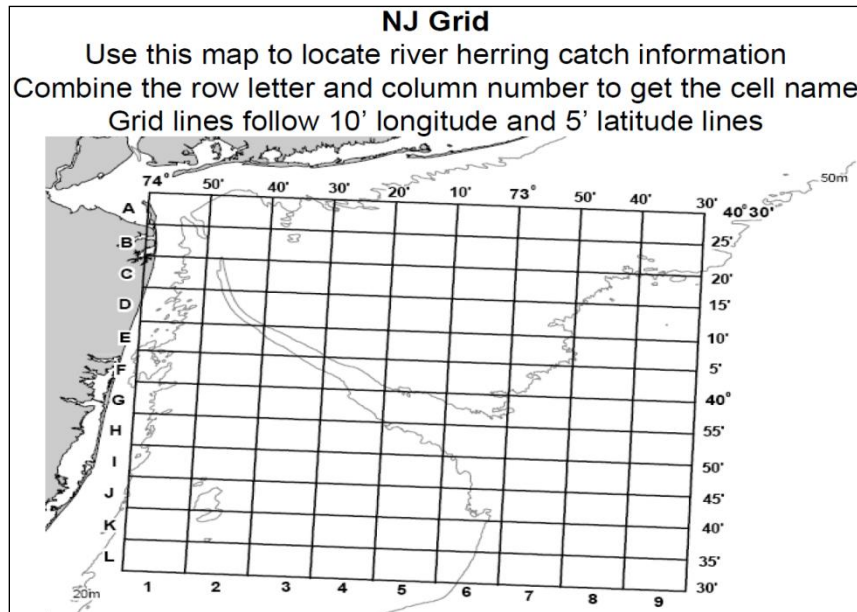 NJ Grid
Use this map to locate river herring catch information
Combine the row letter and column number to get the cell name
Grid lines follow 10’ longitude and 5’ latitude lines
50m
74° 50' 40' 30' 20' 10' 73° 50' 40' 30'
40°30'
A
25'
B
20'
C
15'
D
10'
E
5'
F
40°
G
55'
H
50'
I
45'
J
40'
K
35'
L
30'
1 2 3 4 5 6 7 8 9
20m